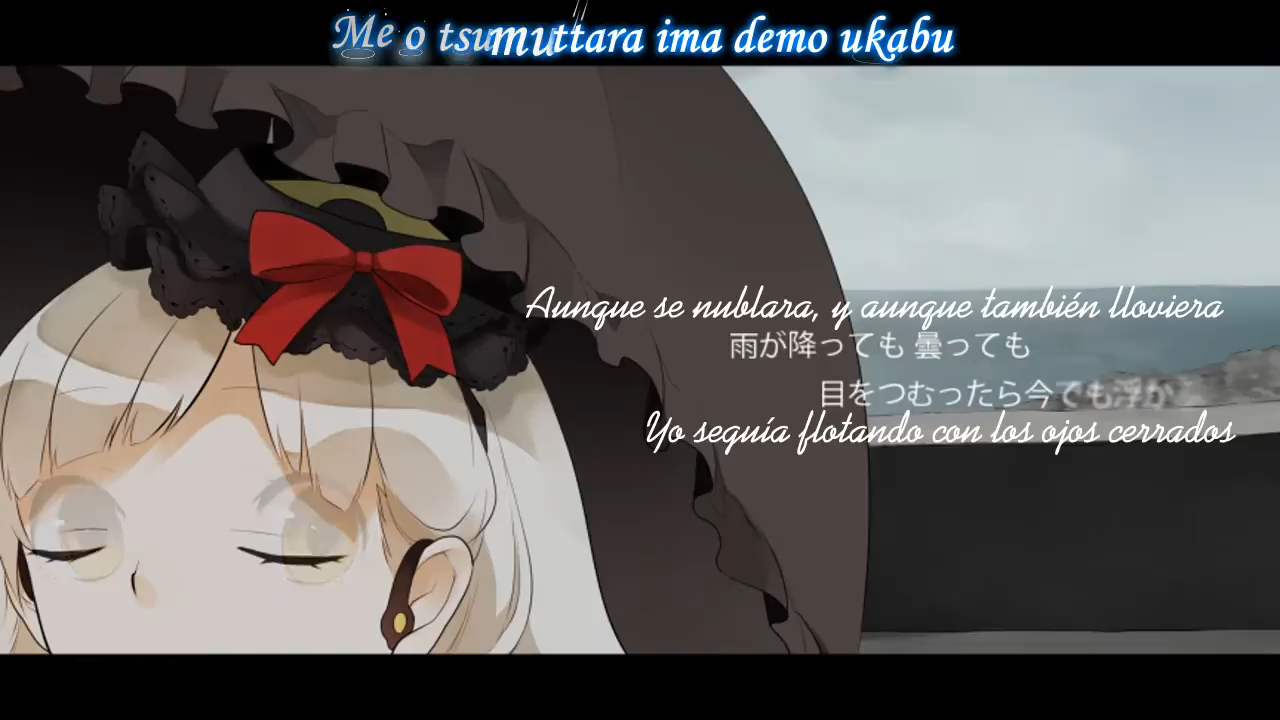 Me o tsumuttara ima demo ukabu
Aunque se nublara, y aunque también lloviera
雨が降っても 曇っても
目をつむったら今でも浮か
Yo seguía flotando con los ojos cerrados